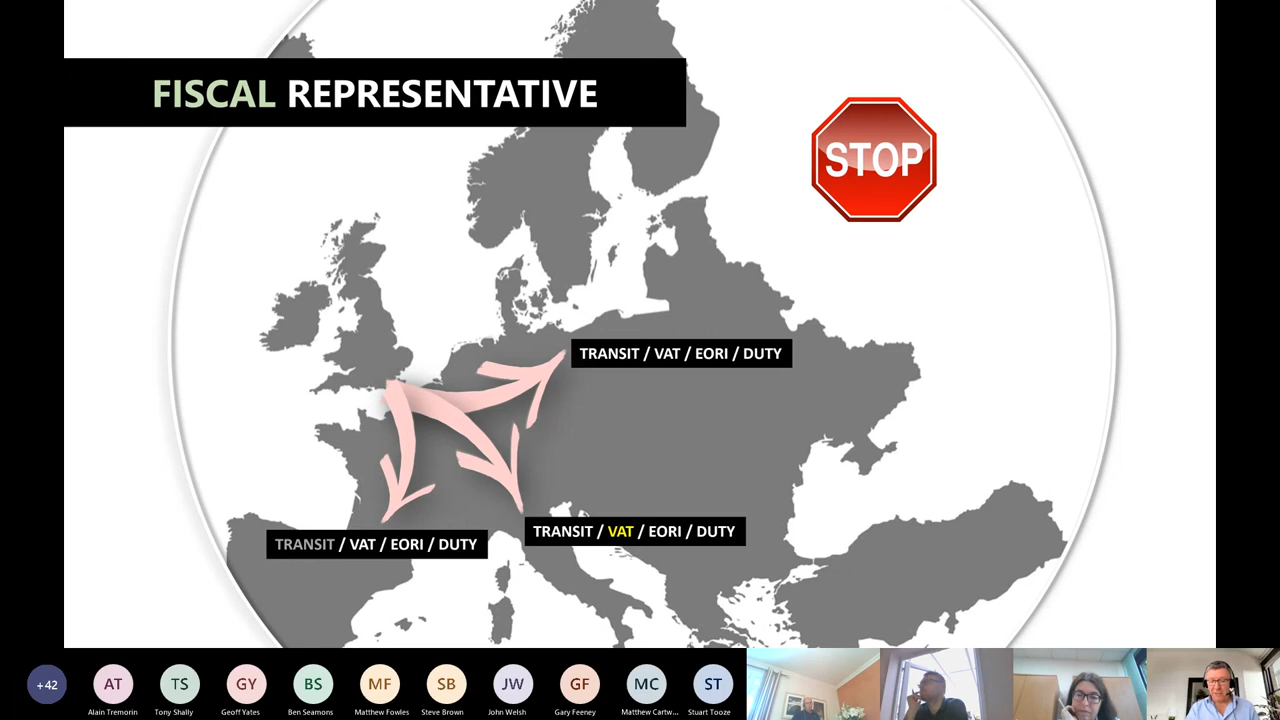 FISCAL REPRESENTATIVE
STOP
TRANSIT / VAT / EORI / DUTY
TRANSIT / VAT / EORI / DUTY
TRANSIT / VAT / EORI / DUTY
+42
AT
TS
GY
BS
MF
SB
JW
GF
MC
ST
Alain Tremorin
Tony Shally
Geoff Yates
Ben Seamons
Matthew Fowles
Steve Brown
John Welsh
Gary Feeney
Matthew Cartw...
Stuart Tooze